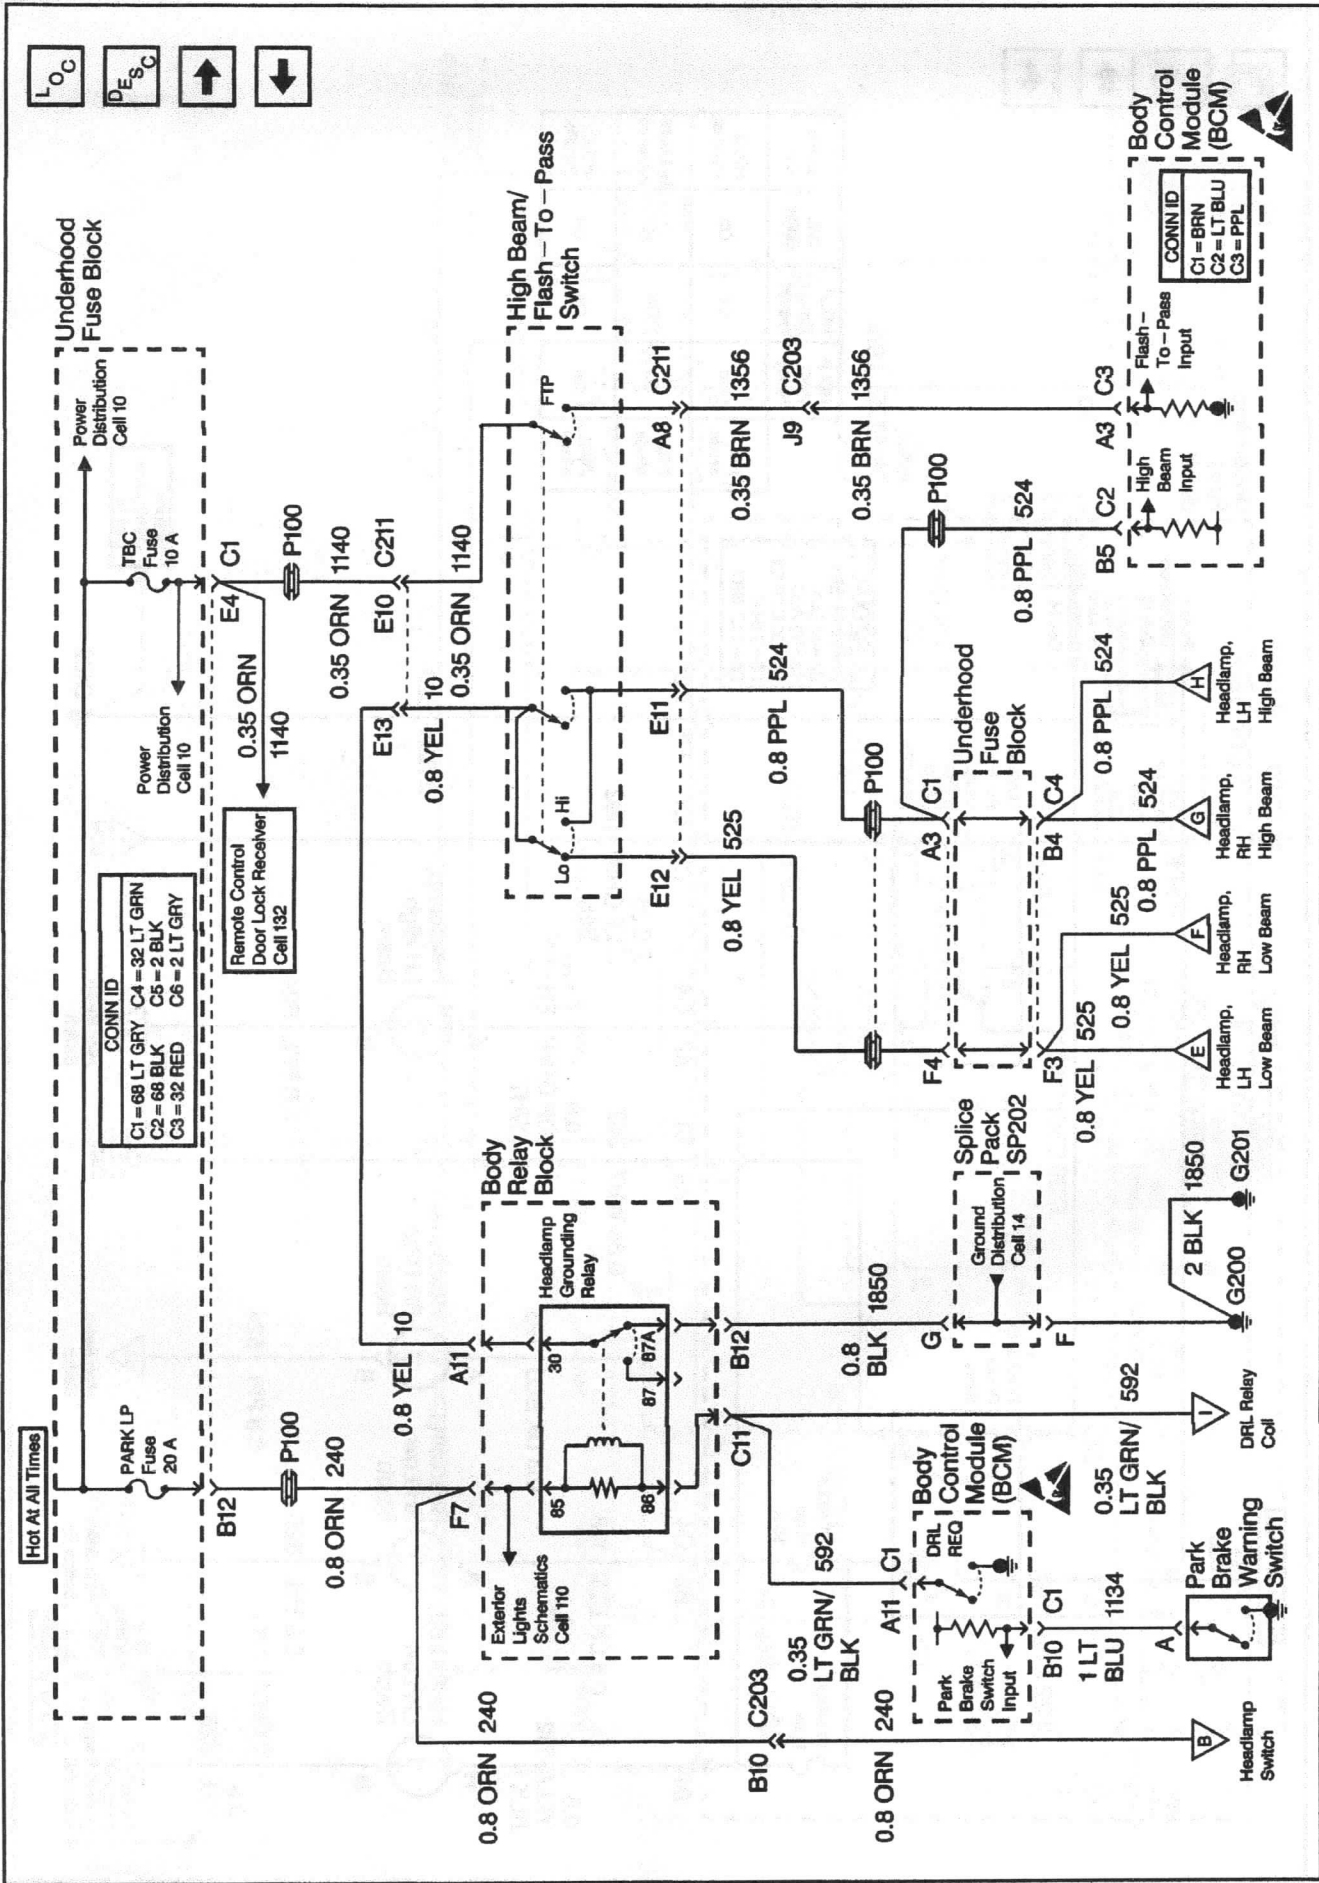 LOC
DESC
Hot At All Times
Power
Distribution
Cell 10
Underhood
Fuse Block
PARK LP
Fuse
20 A
CONN ID
C1 = 68 LT GRY C4 = 32 LT GRN
C2 = 68 BLK C5 = 2 BLK
C3 = 32 RED C6 = 2 LT GRY
Power
Distribution
Cell 10
TBC
Fuse
10 A
B12
E4
C1
0.35 ORN
1140
Remote Control
Door Lock Receiver
Cell 132
P100
P100
0.8 ORN 240
0.35 ORN 1140
E10 C211
E13
0.8 YEL 10
0.35 ORN 1140
0.8 YEL 10
F7
A11
0.8 ORN 240
Body
Relay
Block
Exterior
Lights
Schematics
Cell 110
Headlamp
Grounding
Relay
85
86
30
87
87A
High Beam/
Flash – To – Pass
Switch
Lo
Hi
FTP
C11
B12
E12
E11
A8 C211
B10 C203
0.8 YEL 525
0.8 PPL 524
0.35 BRN 1356
J9 C203
0.35 BRN 1356
0.35
LT GRN/ 592
BLK
0.8
BLK 1850
0.8 ORN 240
P100
P100
A11 C1
G
F4
A3 C1
Body
Control
Module
(BCM)
DRL
REQ
Park
Brake
Switch
Input
Splice
Pack
SP202
Ground
Distribution
Cell 14
Underhood
Fuse
Block
0.8 PPL 524
B10 C1
F
F3
B4 C4
B5 C2
A3 C3
1 LT
BLU 1134
0.35
LT GRN/ 592
BLK
2 BLK 1850
0.8 YEL 525
0.8 YEL 525
0.8 PPL 524
0.8 PPL 524
High
Beam
Input
Flash –
To – Pass
Input
CONN ID
C1 = BRN
C2 = LT BLU
C3 = PPL
Body
Control
Module
(BCM)
A
Park
Brake
Warning
Switch
G200
G201
B
Headlamp
Switch
I
DRL Relay
Coil
E
Headlamp,
LH
Low Beam
F
Headlamp,
RH
Low Beam
G
Headlamp,
RH
High Beam
H
Headlamp,
LH
High Beam